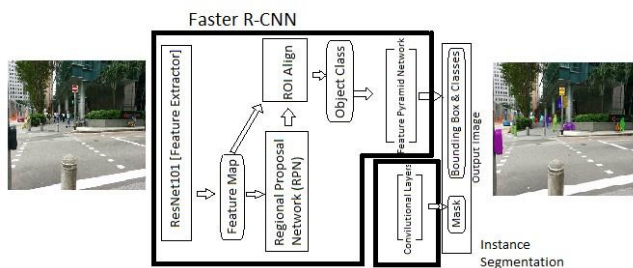 Faster R-CNN
ResNet101 [Feature Extractor]
Feature Map
ROI Align
Regional Proposal
Network (RPN)
Object Class
Feature Pyramid Network
Convilutional Layers
Bounding Box & Classes
Mask
Output Image
Instance
Segmentation